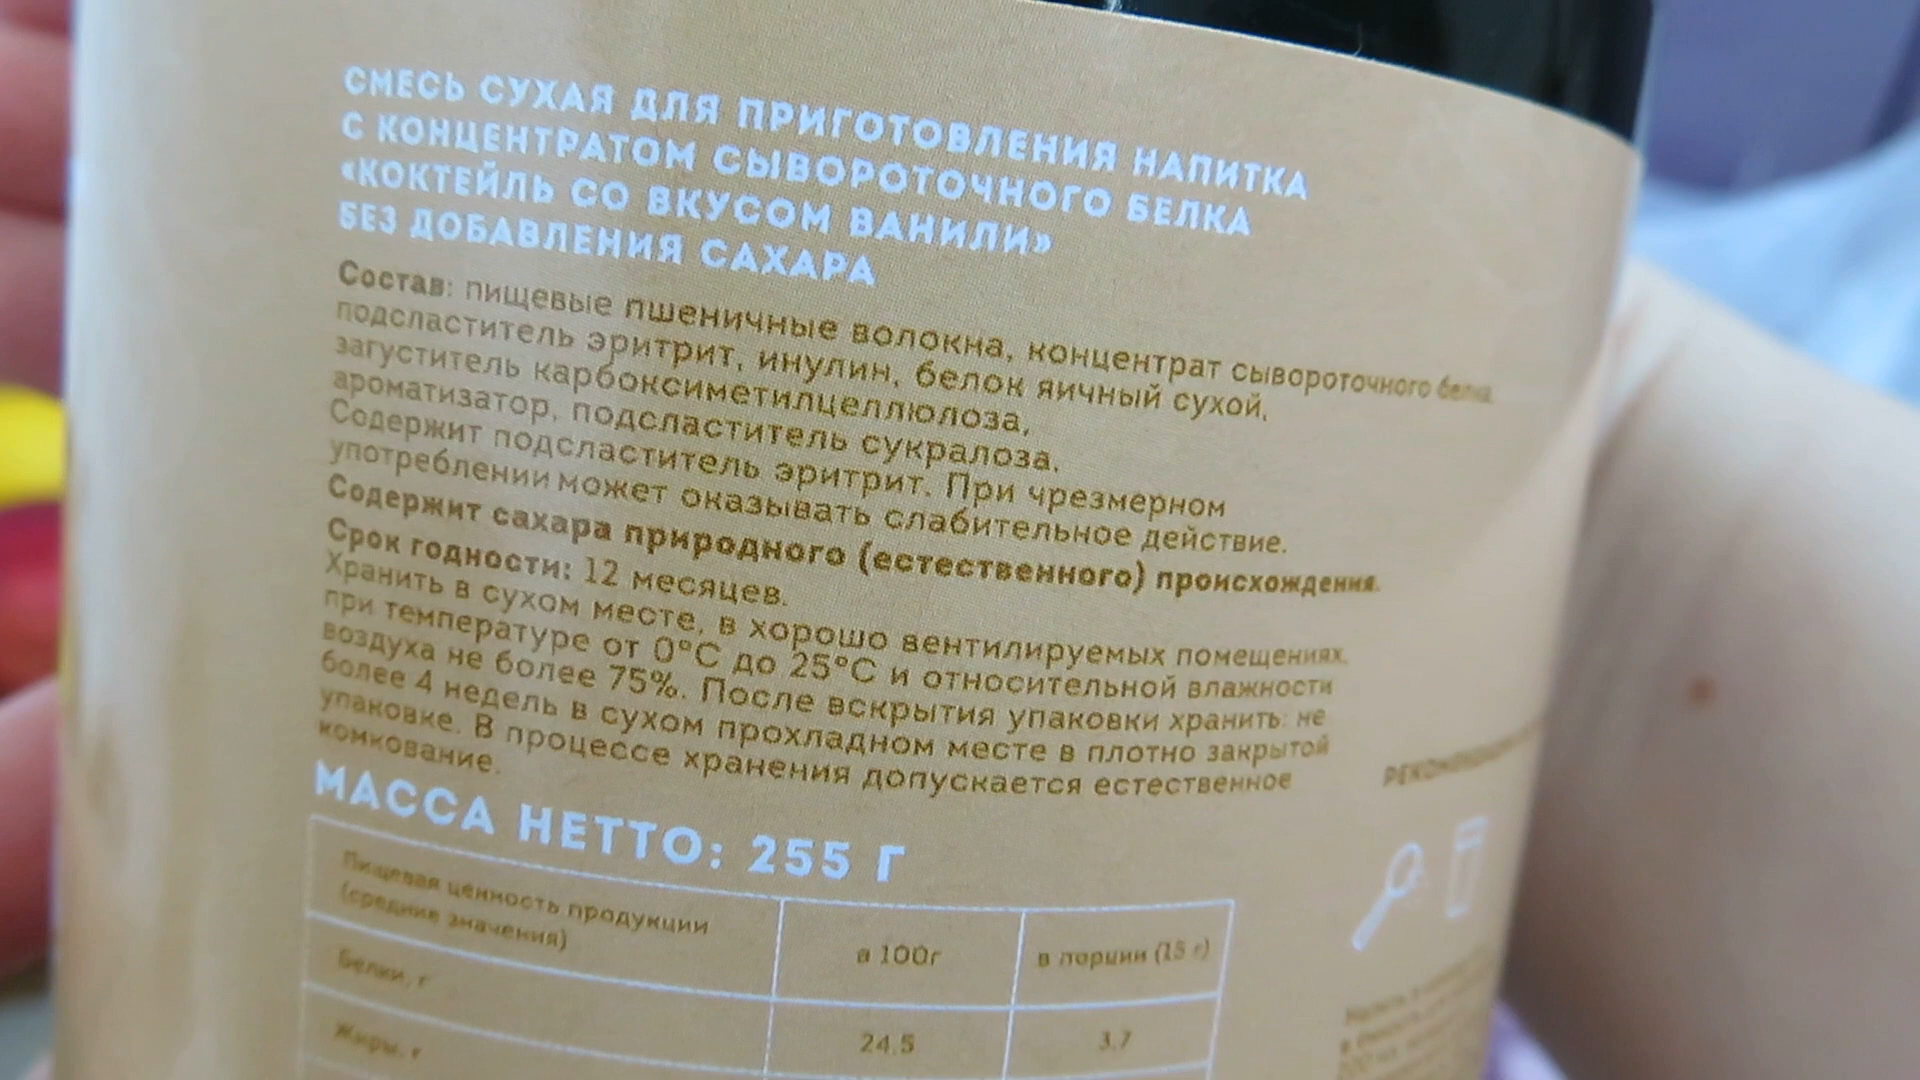 СМЕСЬ СУХАЯ ДЛЯ ПРИГОТОВЛЕНИЯ НАПИТКА
С КОНЦЕНТРАТОМ СЫВОРОТОЧНОГО БЕЛКА
«КОКТЕЙЛЬ СО ВКУСОМ ВАНИЛИ»
БЕЗ ДОБАВЛЕНИЯ САХАРА
Состав: пищевые пшеничные волокна, концентрат сывороточного белка,
подсластитель эритрит, инулин, белок яичный сухой,
загуститель карбоксиметилцеллюлоза,
ароматизатор, подсластитель сукралоза.
Содержит подсластитель эритрит. При чрезмерном
употреблении может оказывать слабительное действие.
Содержит сахара природного (естественного) происхождения.
Срок годности: 12 месяцев.
Хранить в сухом месте, в хорошо вентилируемых помещениях,
при температуре от 0°С до 25°С и относительной влажности
воздуха не более 75%. После вскрытия упаковки хранить: не
более 4 недель в сухом прохладном месте в плотно закрытой
упаковке. В процессе хранения допускается естественное
комкование.
МАССА НЕТТО: 255 Г
Пищевая ценность продукции
(средние значения)
в 100г
в порции (15 г)
Белки, г
24,5
3,7
Жиры, г